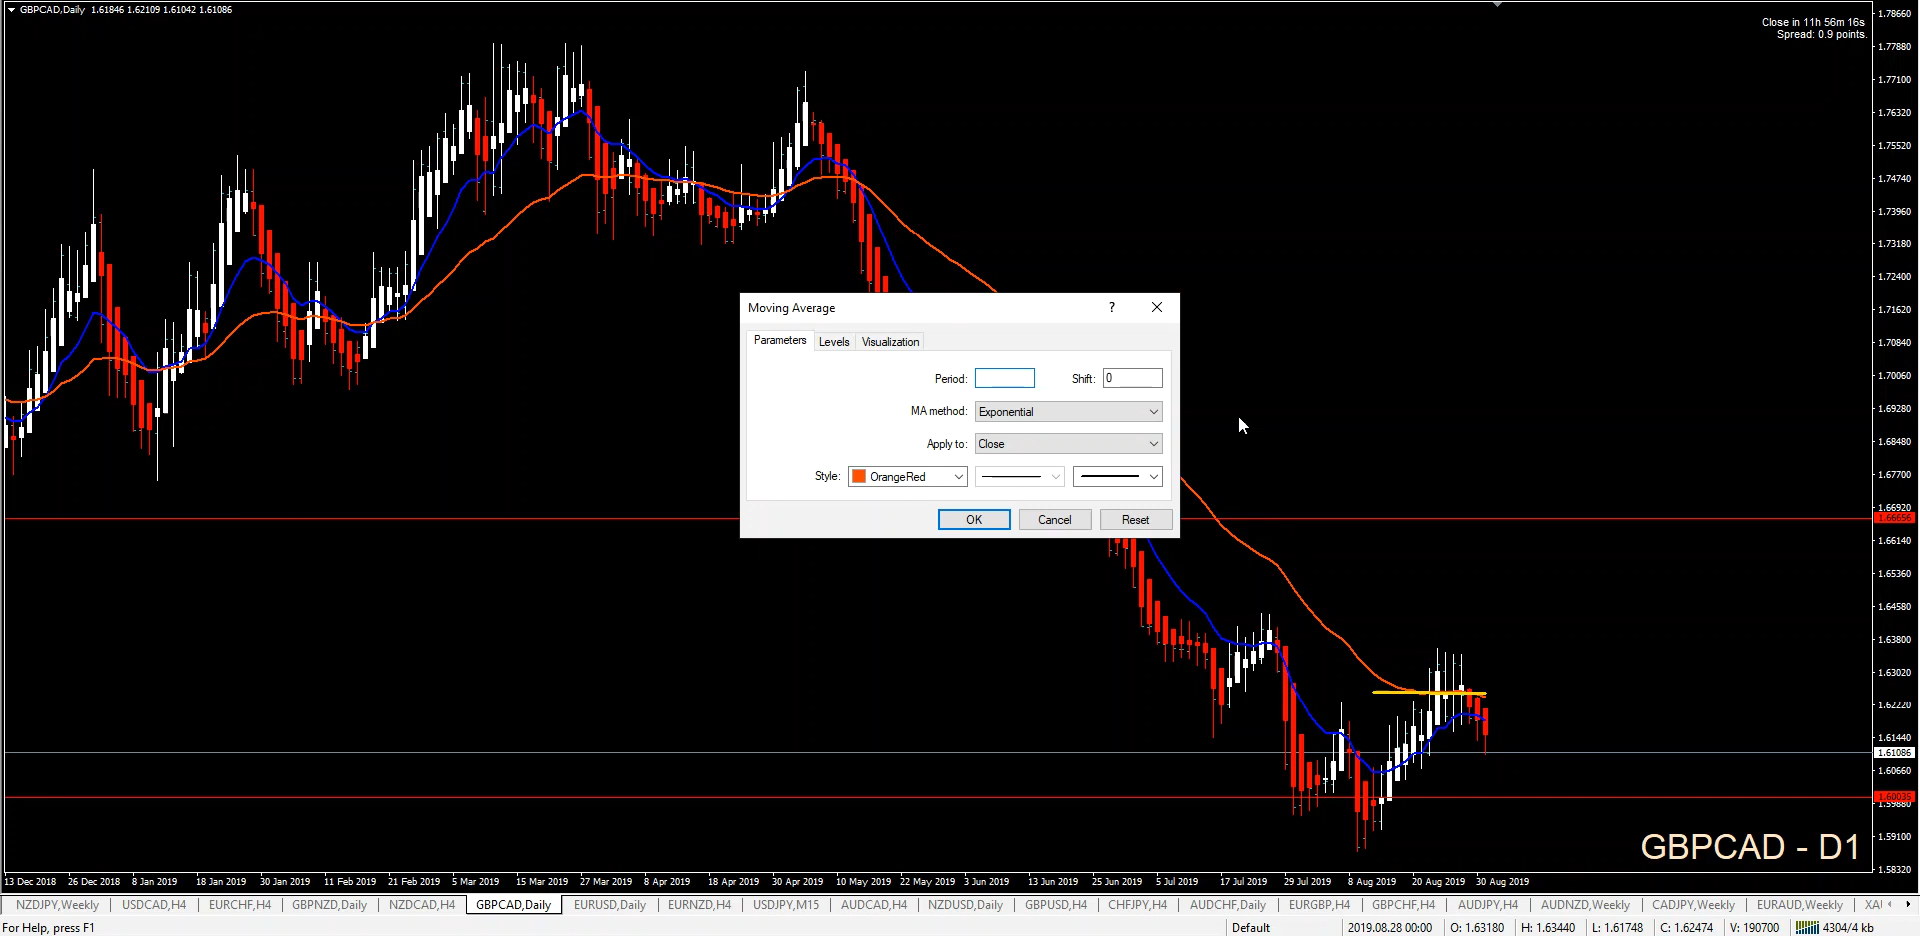 GBPCAD,Daily 1.61846 1.62109 1.61042 1.61086
Close in 11h 56m 16s
Spread: 0.9 points.
1.78660
1.77880
1.77100
1.76320
1.75520
1.74740
1.73960
1.73180
1.72400
1.71620
1.70840
1.70060
1.69280
1.68480
1.67700
1.66920
1.66140
1.65360
1.64580
1.63800
1.63020
1.62220
1.61440
1.61086
1.60660
1.60035
1.59880
1.59100
1.58320
Moving Average
?
Parameters Levels Visualization
Period: Shift: 0
MA method: Exponential
Apply to: Close
Style: OrangeRed
OK Cancel Reset
GBPCAD - D1
13 Dec 2018 26 Dec 2018 8 Jan 2019 18 Jan 2019 30 Jan 2019 11 Feb 2019 21 Feb 2019 5 Mar 2019 15 Mar 2019 27 Mar 2019 8 Apr 2019 18 Apr 2019 30 Apr 2019 10 May 2019 22 May 2019 3 Jun 2019 13 Jun 2019 25 Jun 2019 5 Jul 2019 17 Jul 2019 29 Jul 2019 8 Aug 2019 20 Aug 2019 30 Aug 2019
NZDJPY,Weekly USDCAD,H4 EURCHF,H4 GBPNZD,Daily NZDCAD,H4 GBPCAD,Daily EURUSD,Daily EURNZD,H4 USDJPY,M15 AUDCAD,H4 NZDUSD,Daily GBPUSD,H4 CHFJPY,H4 AUDCHF,Daily EURGBP,H4 GBPCHF,H4 AUDJPY,H4 AUDNZD,Weekly CADJPY,Weekly EURAUD,Weekly XAU
For Help, press F1 Default 2019.08.28 00:00 O: 1.63180 H: 1.63440 L: 1.61748 C: 1.62474 V: 190700 4304/4 kb